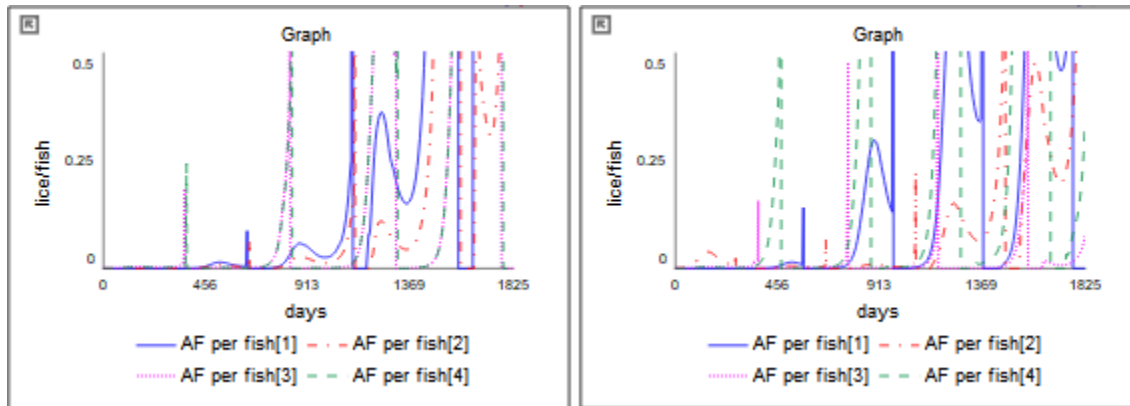 Graph
0.5
0.25
0
lice/fish
0 456 913 1369 1825
days
AF per fish[1] AF per fish[2]
AF per fish[3] AF per fish[4]
Graph
0.5
0.25
0
lice/fish
0 456 913 1369 1825
days
AF per fish[1] AF per fish[2]
AF per fish[3] AF per fish[4]